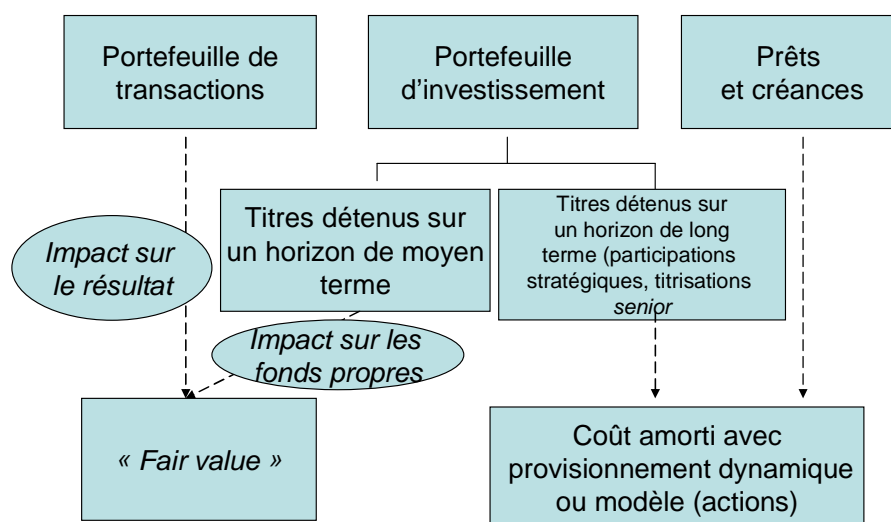 Portefeuille de
transactions
Portefeuille
d'investissement
Prêts
et créances
Titres détenus sur
un horizon de moyen
terme
Titres détenus sur
un horizon de long
terme (participations
stratégiques, titrisations
senior
Impact sur
le résultat
Impact sur les
fonds propres
« Fair value »
Coût amorti avec
provisionnement dynamique
ou modèle (actions)